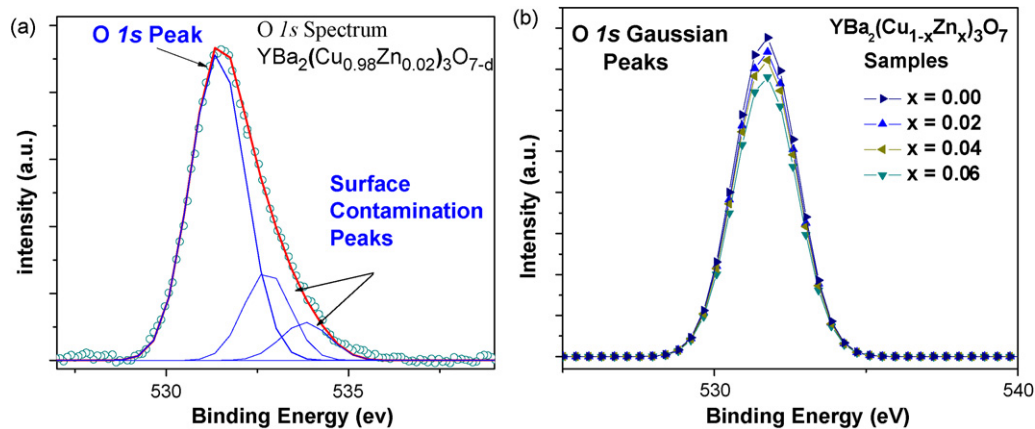 (a)
O 1s Spectrum
O 1s Peak
YBa₂(Cu₀.₉₈Zn₀.₀₂)₃O₇₋d
Surface
Contamination
Peaks
intensity (a.u.)
530
535
Binding Energy (ev)
(b)
YBa₂(Cu₁₋ₓZnₓ)₃O₇
O 1s Gaussian
Peaks
Samples
x = 0.00
x = 0.02
x = 0.04
x = 0.06
Intensity (a.u.)
530
540
Binding Energy (eV)